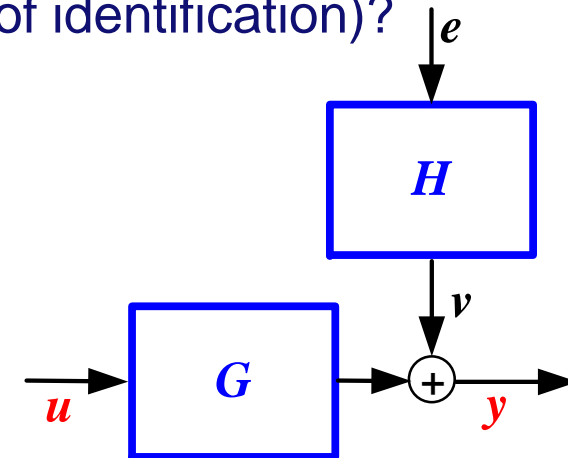 of identification)?
e
H
v
G
+
u
y